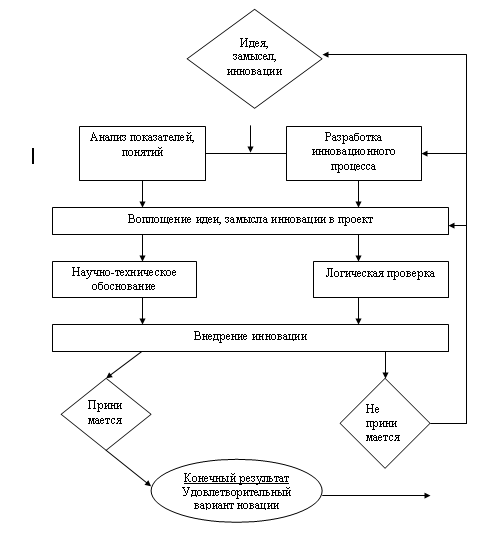 Идея,
замысел,
инновации
Анализ показателей,
понятий
Разработка
инновационного
процесса
Воплощение идеи, замысла инновации в проект
Научно-техническое
обоснование
Логическая проверка
Внедрение инновации
Прини
мается
Не
прини
мается
Конечный результат
Удовлетворительный
вариант новации